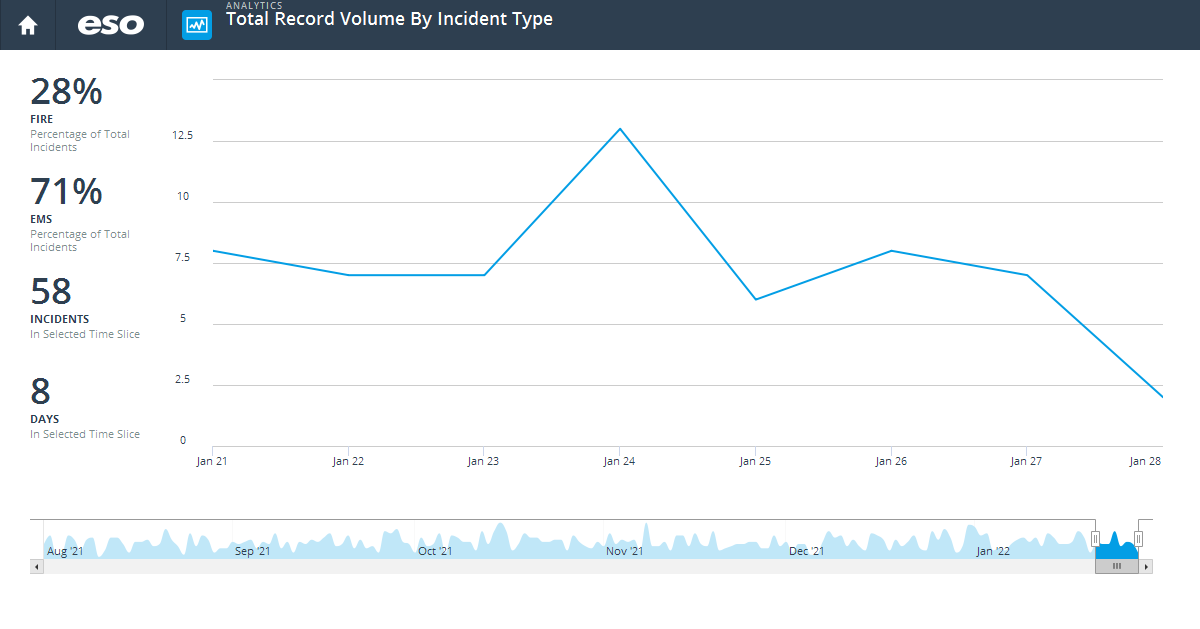 eso
ANALYTICS
Total Record Volume By Incident Type
28%
FIRE
Percentage of Total
Incidents
71%
EMS
Percentage of Total
Incidents
58
INCIDENTS
In Selected Time Slice
8
DAYS
In Selected Time Slice
12.5
10
7.5
5
2.5
0
Jan 21 Jan 22 Jan 23 Jan 24 Jan 25 Jan 26 Jan 27 Jan 28
Aug '21 Sep '21 Oct '21 Nov '21 Dec '21 Jan '22